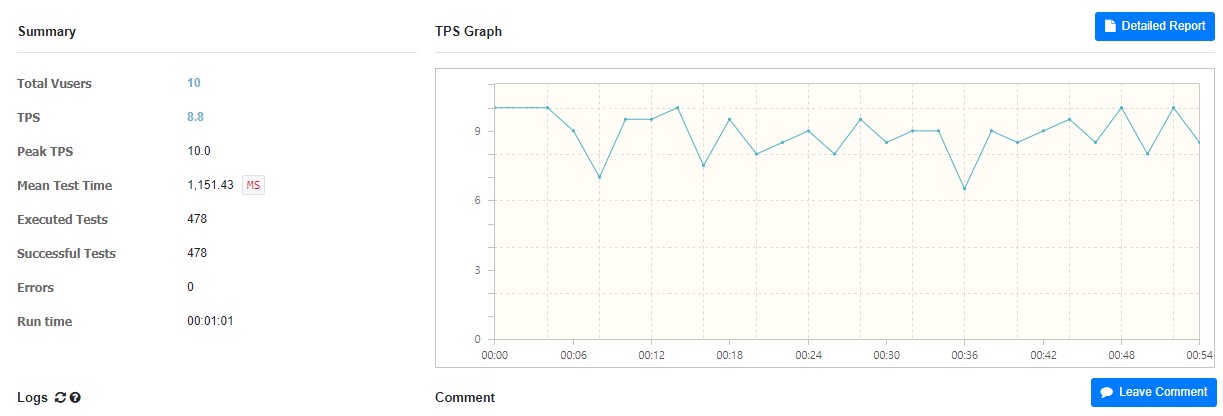 Summary
Total Vusers 10
TPS 8.8
Peak TPS 10.0
Mean Test Time 1,151.43 MS
Executed Tests 478
Successful Tests 478
Errors 0
Run time 00:01:01
Logs
TPS Graph
Detailed Report
9
6
3
0
00:00 00:06 00:12 00:18 00:24 00:30 00:36 00:42 00:48 00:54
Comment
Leave Comment